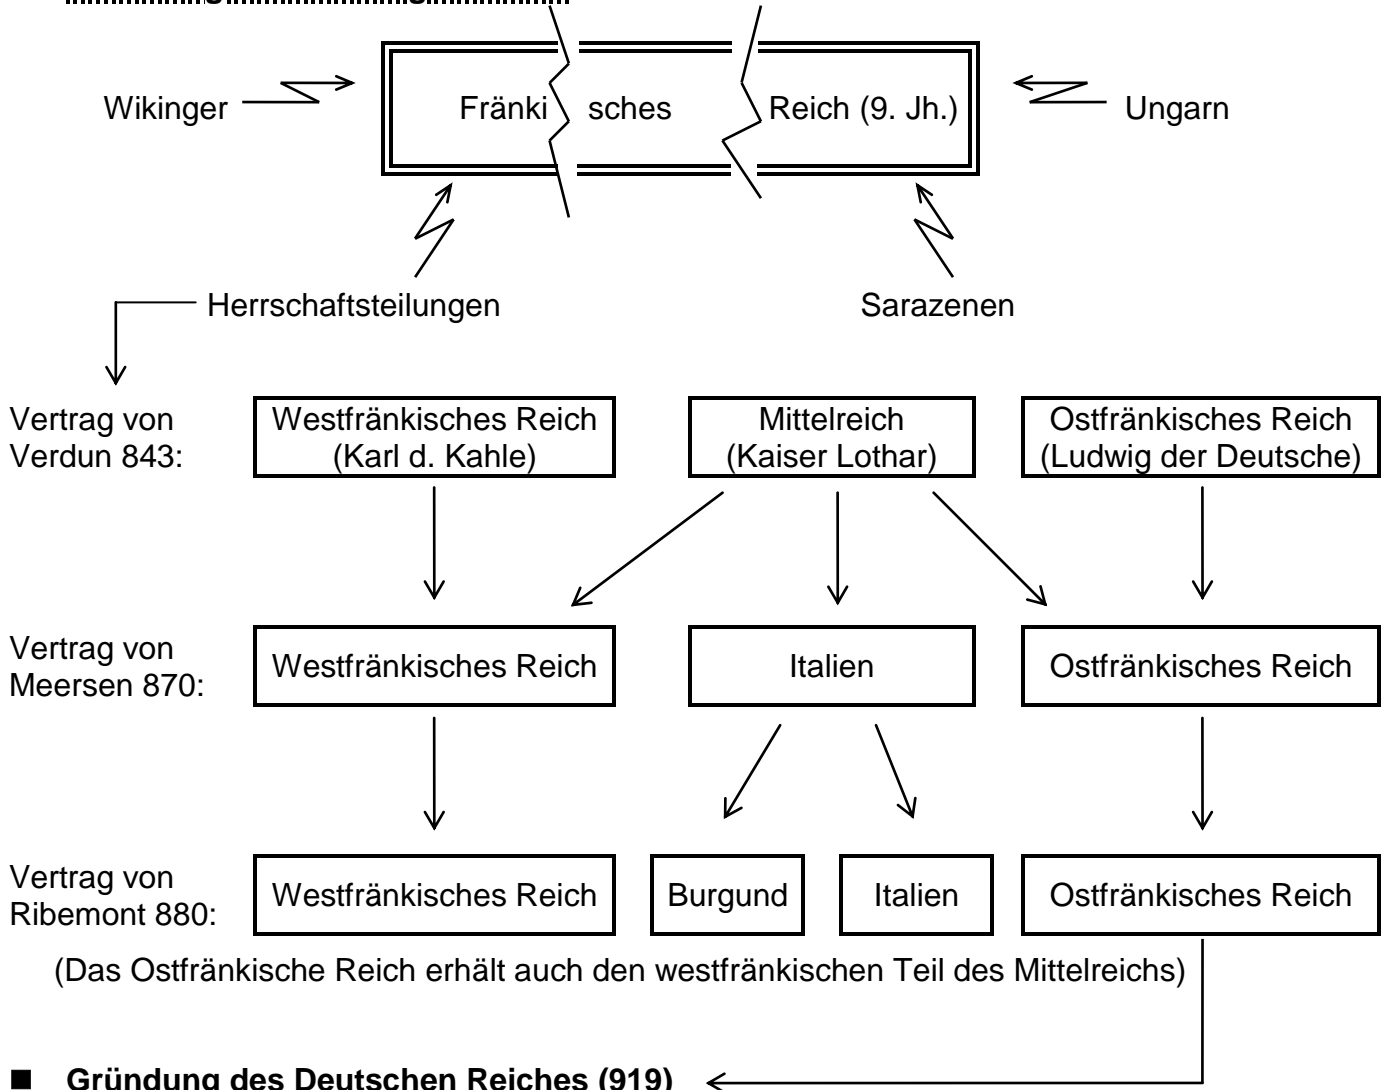 Wikinger
Fränki sches Reich (9. Jh.)
Ungarn
Herrschaftsteilungen
Sarazenen
Vertrag von
Verdun 843:
Westfränkisches Reich
(Karl d. Kahle)
Mittelreich
(Kaiser Lothar)
Ostfränkisches Reich
(Ludwig der Deutsche)
Vertrag von
Meersen 870:
Westfränkisches Reich
Italien
Ostfränkisches Reich
Vertrag von
Ribemont 880:
Westfränkisches Reich
Burgund
Italien
Ostfränkisches Reich
(Das Ostfränkische Reich erhält auch den westfränkischen Teil des Mittelreichs)
■ Gründung des Deutschen Reiches (919)